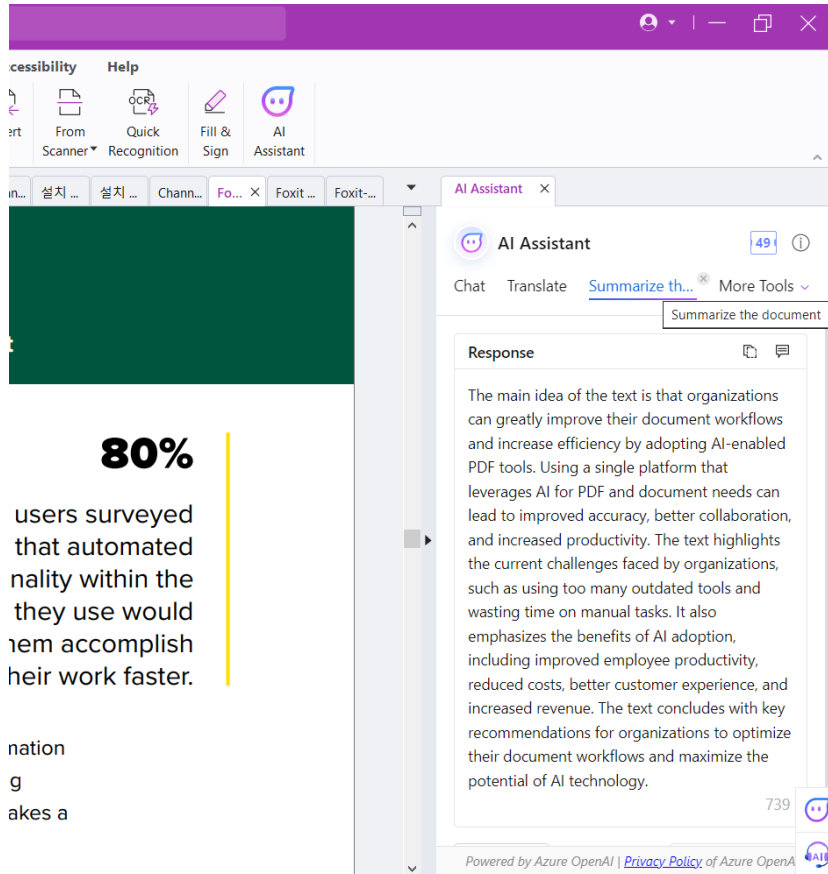 ccessibility Help
ert
From Scanner
Quick Recognition
OCR
Fill & Sign
AI Assistant
an... 설치 ... 설치 ... Chann... Fo... Foxit ... Foxit-...
AI Assistant
AI Assistant 49
Chat Translate Summarize th... More Tools
Summarize the document
Response
The main idea of the text is that organizations
can greatly improve their document workflows
and increase efficiency by adopting AI-enabled
PDF tools. Using a single platform that
leverages AI for PDF and document needs can
lead to improved accuracy, better collaboration,
and increased productivity. The text highlights
the current challenges faced by organizations,
such as using too many outdated tools and
wasting time on manual tasks. It also
emphasizes the benefits of AI adoption,
including improved employee productivity,
reduced costs, better customer experience, and
increased revenue. The text concludes with key
recommendations for organizations to optimize
their document workflows and maximize the
potential of AI technology.
739
Powered by Azure OpenAI | Privacy Policy of Azure OpenA
AI
t
80%
users surveyed
that automated
nality within the
they use would
hem accomplish
heir work faster.
mation
g
akes a